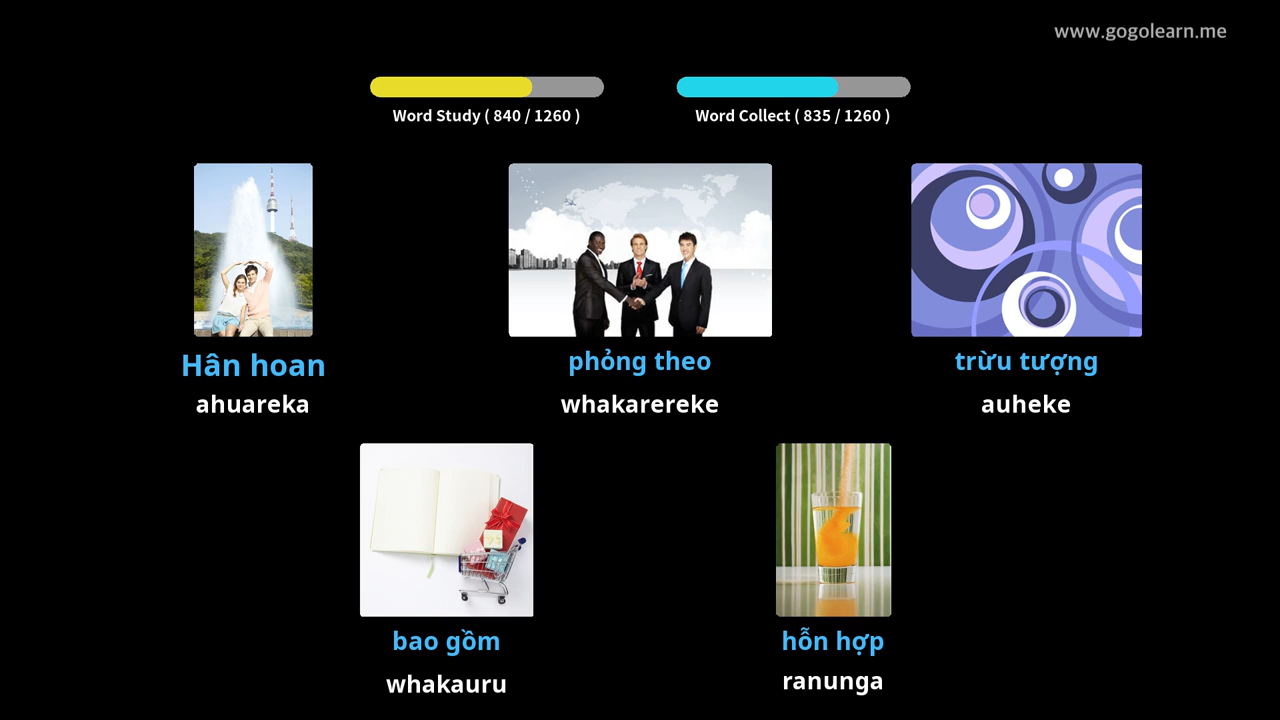 www.gogolearn.me
Word Study ( 840 / 1260 )
Word Collect ( 835 / 1260 )
Hân hoan
phỏng theo
trừu tượng
ahuareka
whakarereke
auheke
bao gồm
hỗn hợp
whakauru
ranunga